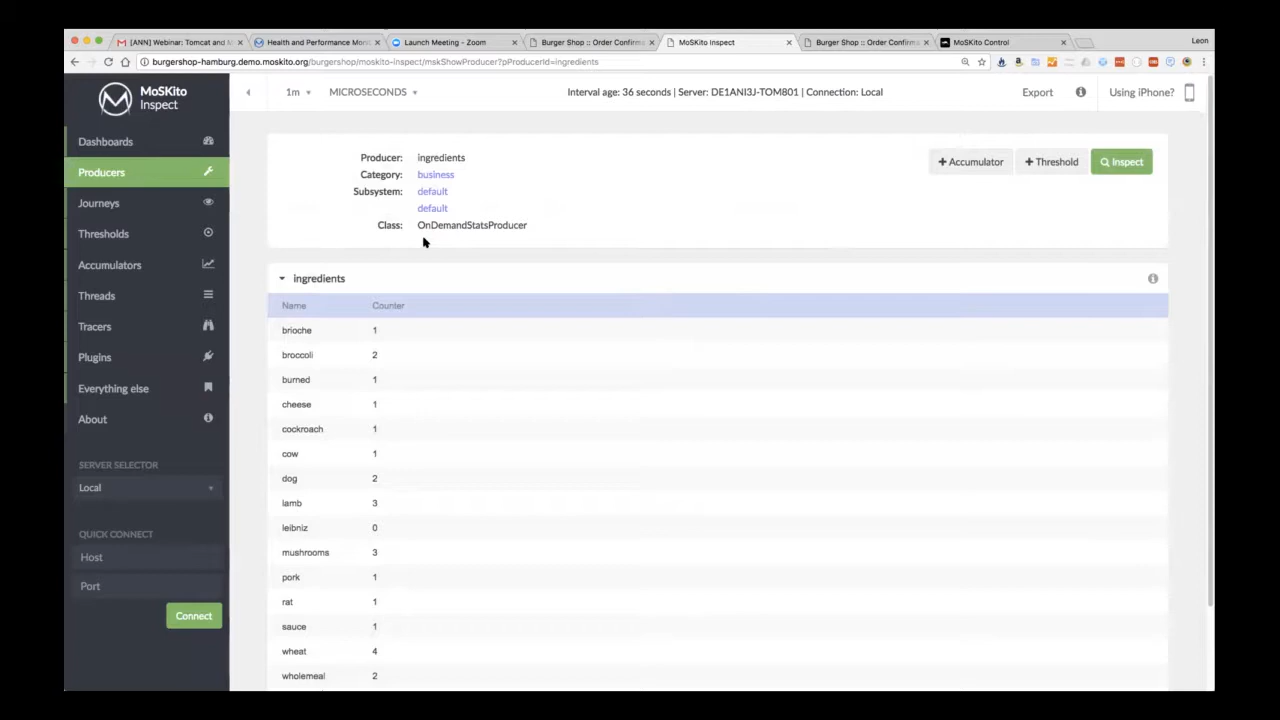 [ANN] Webinar: Tomcat and M
Health and Performance Moni
Launch Meeting - Zoom
Burger Shop :: Order Confirma
MoSKito Inspect
Burger Shop :: Order Confirma
MoSKito Control
Leon
burgershop-hamburg.demo.moskito.org/burgershop/moskito-inspect/mskShowProducer?pProducerId=ingredients
MoSKito
Inspect
1m
MICROSECONDS
Interval age: 36 seconds | Server: DE1ANI3J-TOM801 | Connection: Local
Export
Using iPhone?
Dashboards
Producers
Journeys
Thresholds
Accumulators
Threads
Tracers
Plugins
Everything else
About
SERVER SELECTOR
Local
QUICK CONNECT
Host
Port
Connect
Producer: ingredients
Category: business
Subsystem: default
default
Class: OnDemandStatsProducer
+ Accumulator
+ Threshold
Inspect
ingredients
Name Counter
brioche 1
broccoli 2
burned 1
cheese 1
cockroach 1
cow 1
dog 2
lamb 3
leibniz 0
mushrooms 3
pork 1
rat 1
sauce 1
wheat 4
wholemeal 2